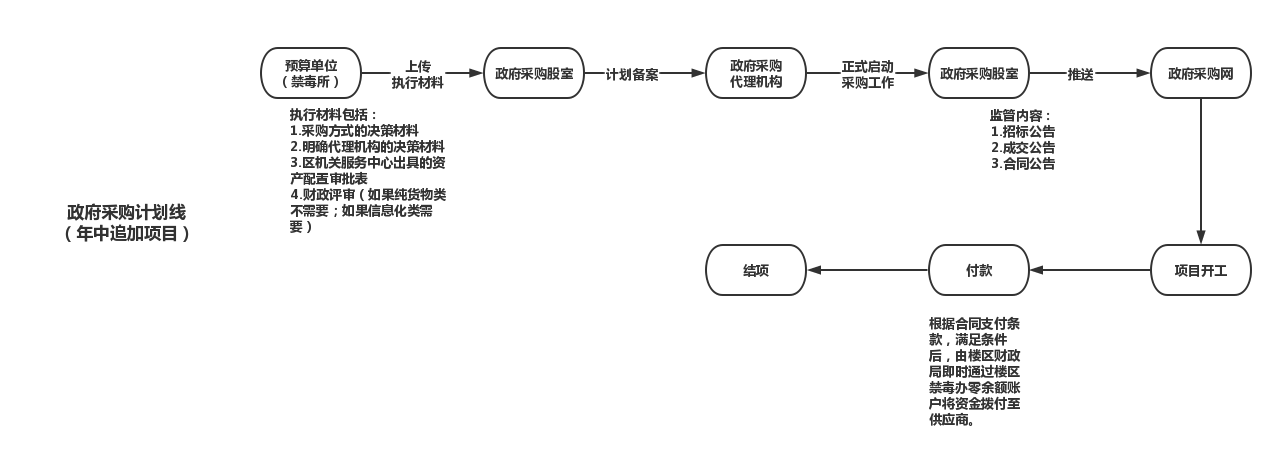 预算单位
（禁毒所）
上传
执行材料
政府采购股室
计划备案
政府采购
代理机构
正式启动
采购工作
政府采购股室
推送
政府采购网
执行材料包括：
1.采购方式的决策材料
2.明确代理机构的决策材料
3.区机关服务中心出具的资
产配置审批表
4.财政评审（如果纯货物类
不需要；如果信息化类需
要）
监管内容：
1.招标公告
2.成交公告
3.合同公告
政府采购计划线
（年中追加项目）
结项
付款
项目开工
根据合同支付条
款，满足条件
后，由楼区财政
局即时通过楼区
禁毒办零余额账
户将资金拨付至
供应商。